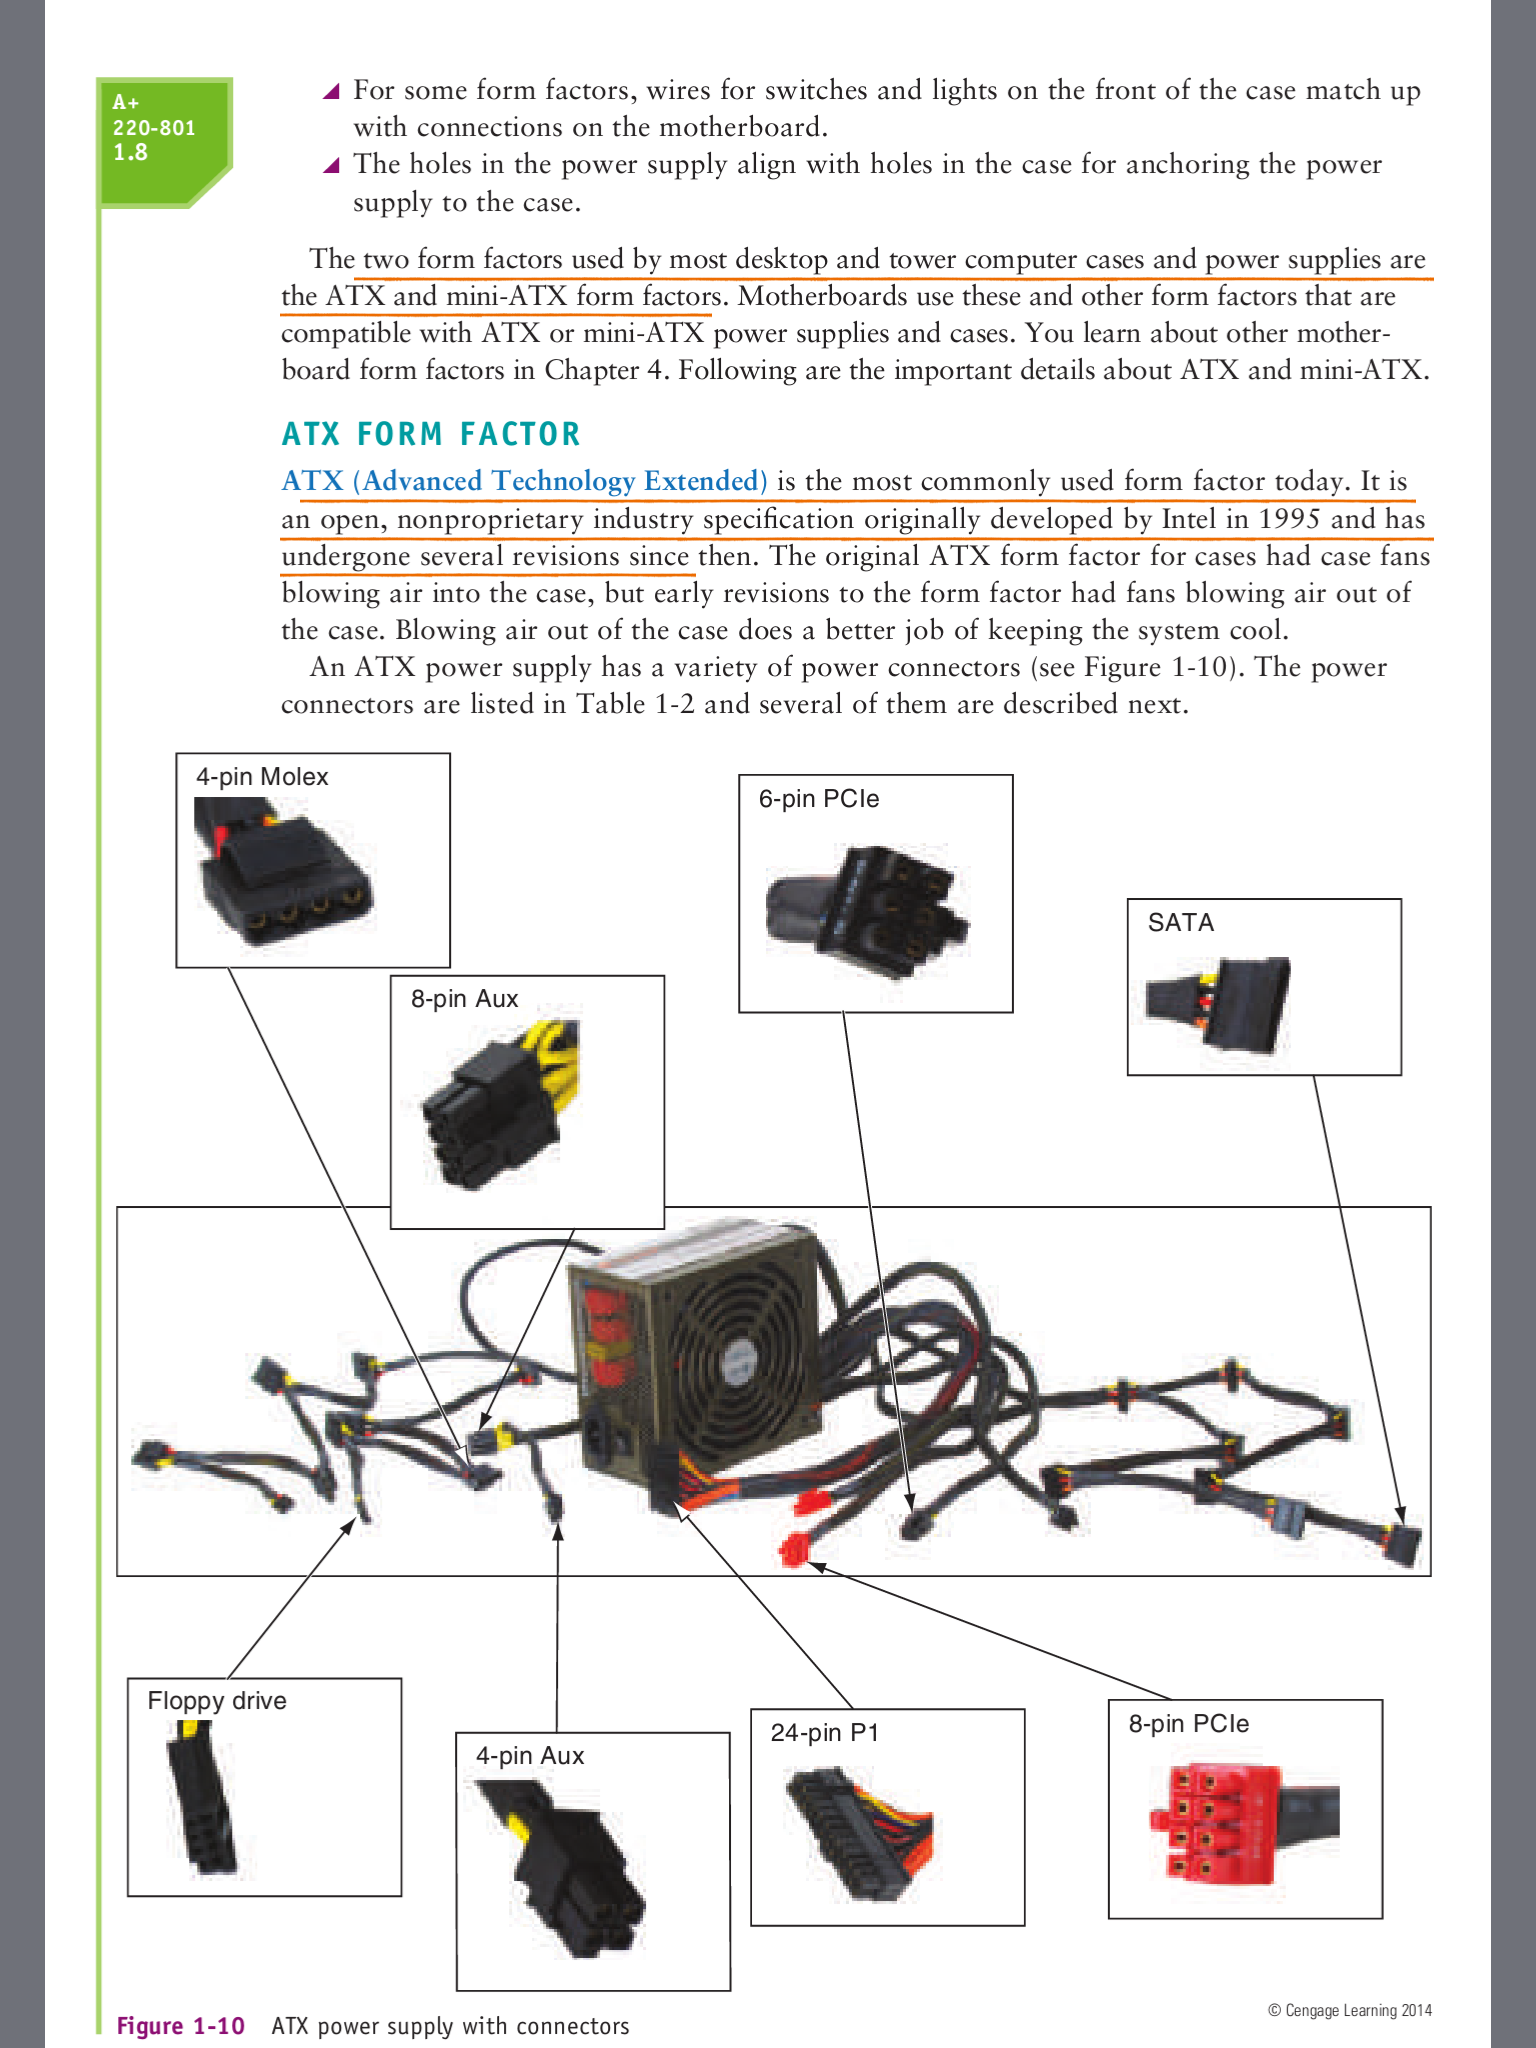 A+
220-801
1.8
For some form factors, wires for switches and lights on the front of the case match up
with connections on the motherboard.
The holes in the power supply align with holes in the case for anchoring the power
supply to the case.
The two form factors used by most desktop and tower computer cases and power supplies are
the ATX and mini-ATX form factors. Motherboards use these and other form factors that are
compatible with ATX or mini-ATX power supplies and cases. You learn about other mother-
board form factors in Chapter 4. Following are the important details about ATX and mini-ATX.
ATX FORM FACTOR
ATX (Advanced Technology Extended) is the most commonly used form factor today. It is
an open, nonproprietary industry specification originally developed by Intel in 1995 and has
undergone several revisions since then. The original ATX form factor for cases had case fans
blowing air into the case, but early revisions to the form factor had fans blowing air out of
the case. Blowing air out of the case does a better job of keeping the system cool.
An ATX power supply has a variety of power connectors (see Figure 1-10). The power
connectors are listed in Table 1-2 and several of them are described next.
4-pin Molex
6-pin PCIe
SATA
8-pin Aux
Floppy drive
4-pin Aux
24-pin P1
8-pin PCIe
© Cengage Learning 2014
Figure 1-10 ATX power supply with connectors